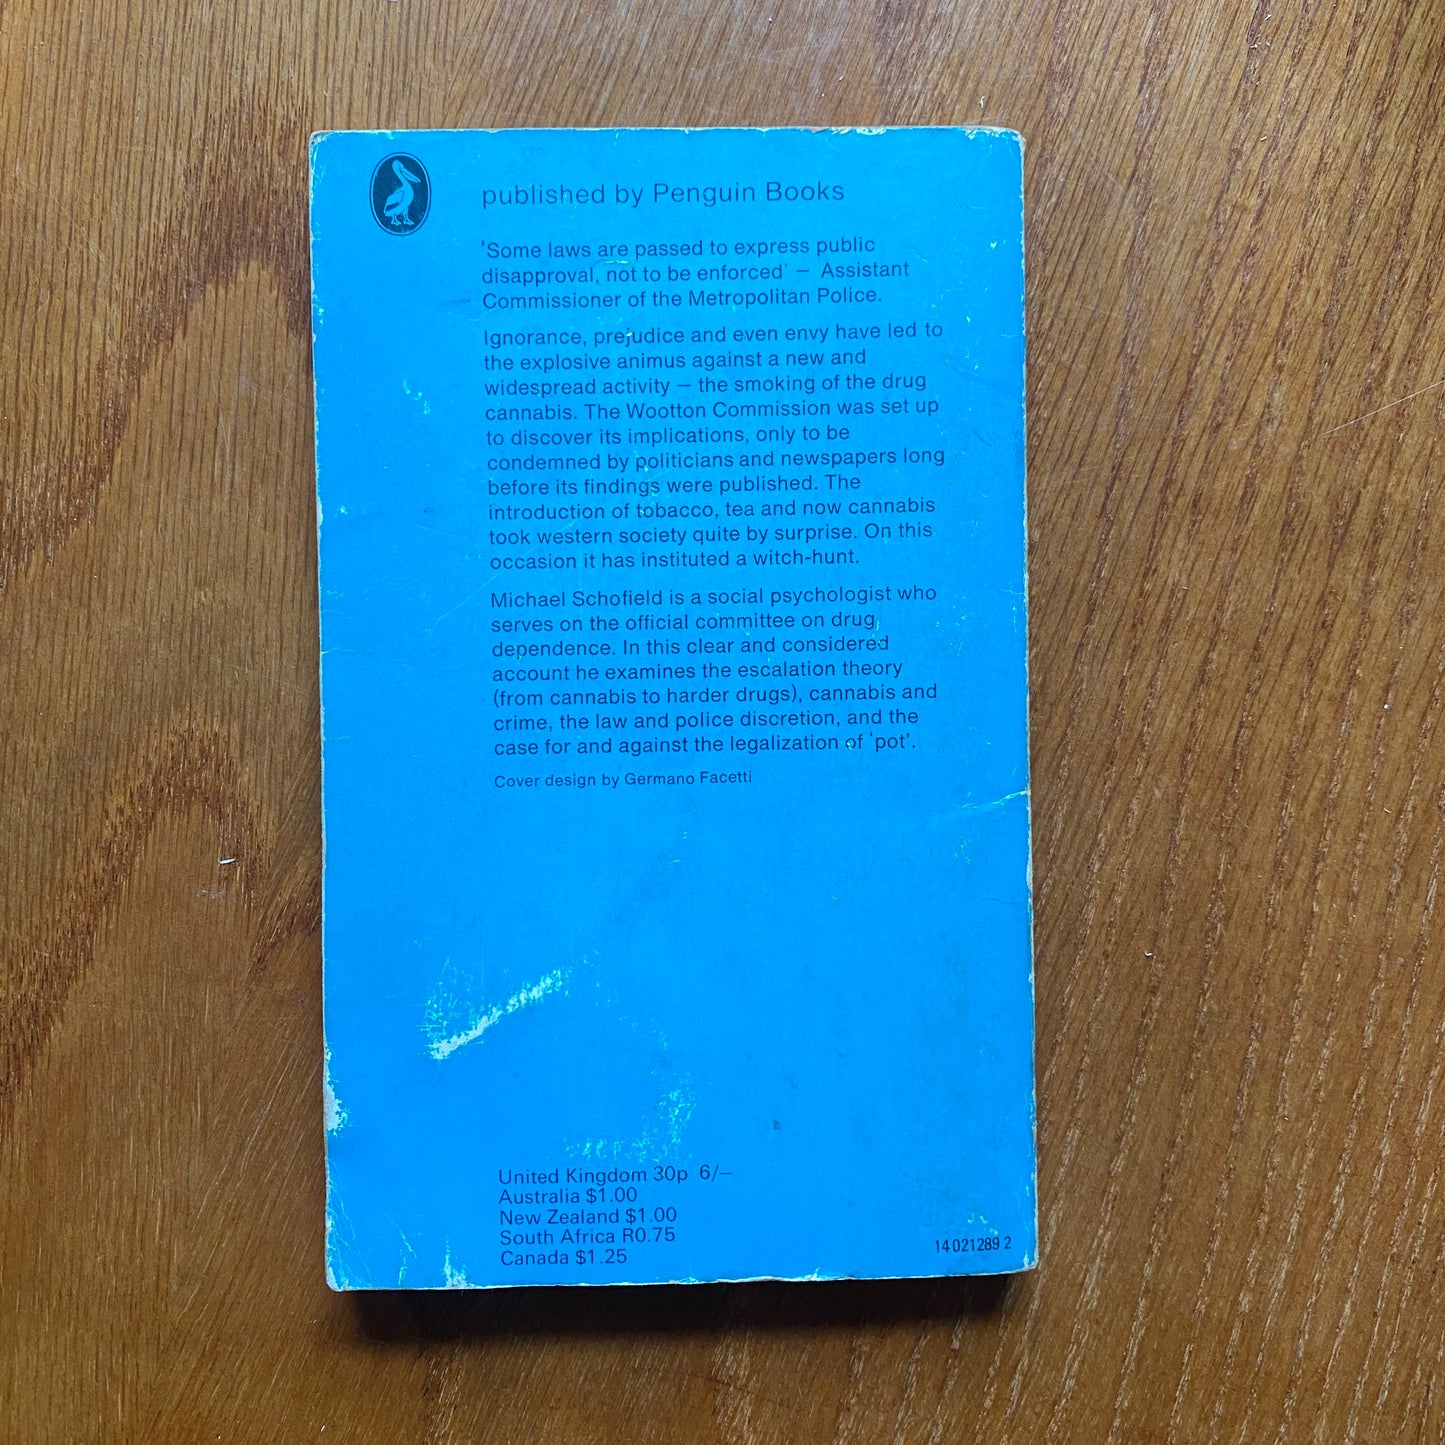 published by Penguin Books
‘Some laws are passed to express public
disapproval, not to be enforced’ – Assistant
Commissioner of the Metropolitan Police.
Ignorance, prejudice and even envy have led to
the explosive animus against a new and
widespread activity – the smoking of the drug
cannabis. The Wootton Commission was set up
to discover its implications, only to be
condemned by politicians and newspapers long
before its findings were published. The
introduction of tobacco, tea and now cannabis
took western society quite by surprise. On this
occasion it has instituted a witch-hunt.
Michael Schofield is a social psychologist who
serves on the official committee on drug
dependence. In this clear and considered
account he examines the escalation theory
(from cannabis to harder drugs), cannabis and
crime, the law and police discretion, and the
case for and against the legalization of ‘pot’.
Cover design by Germano Facetti
United Kingdom 30p 6/–
Australia $1.00
New Zealand $1.00
South Africa R0.75
Canada $1.25
14 021289 2